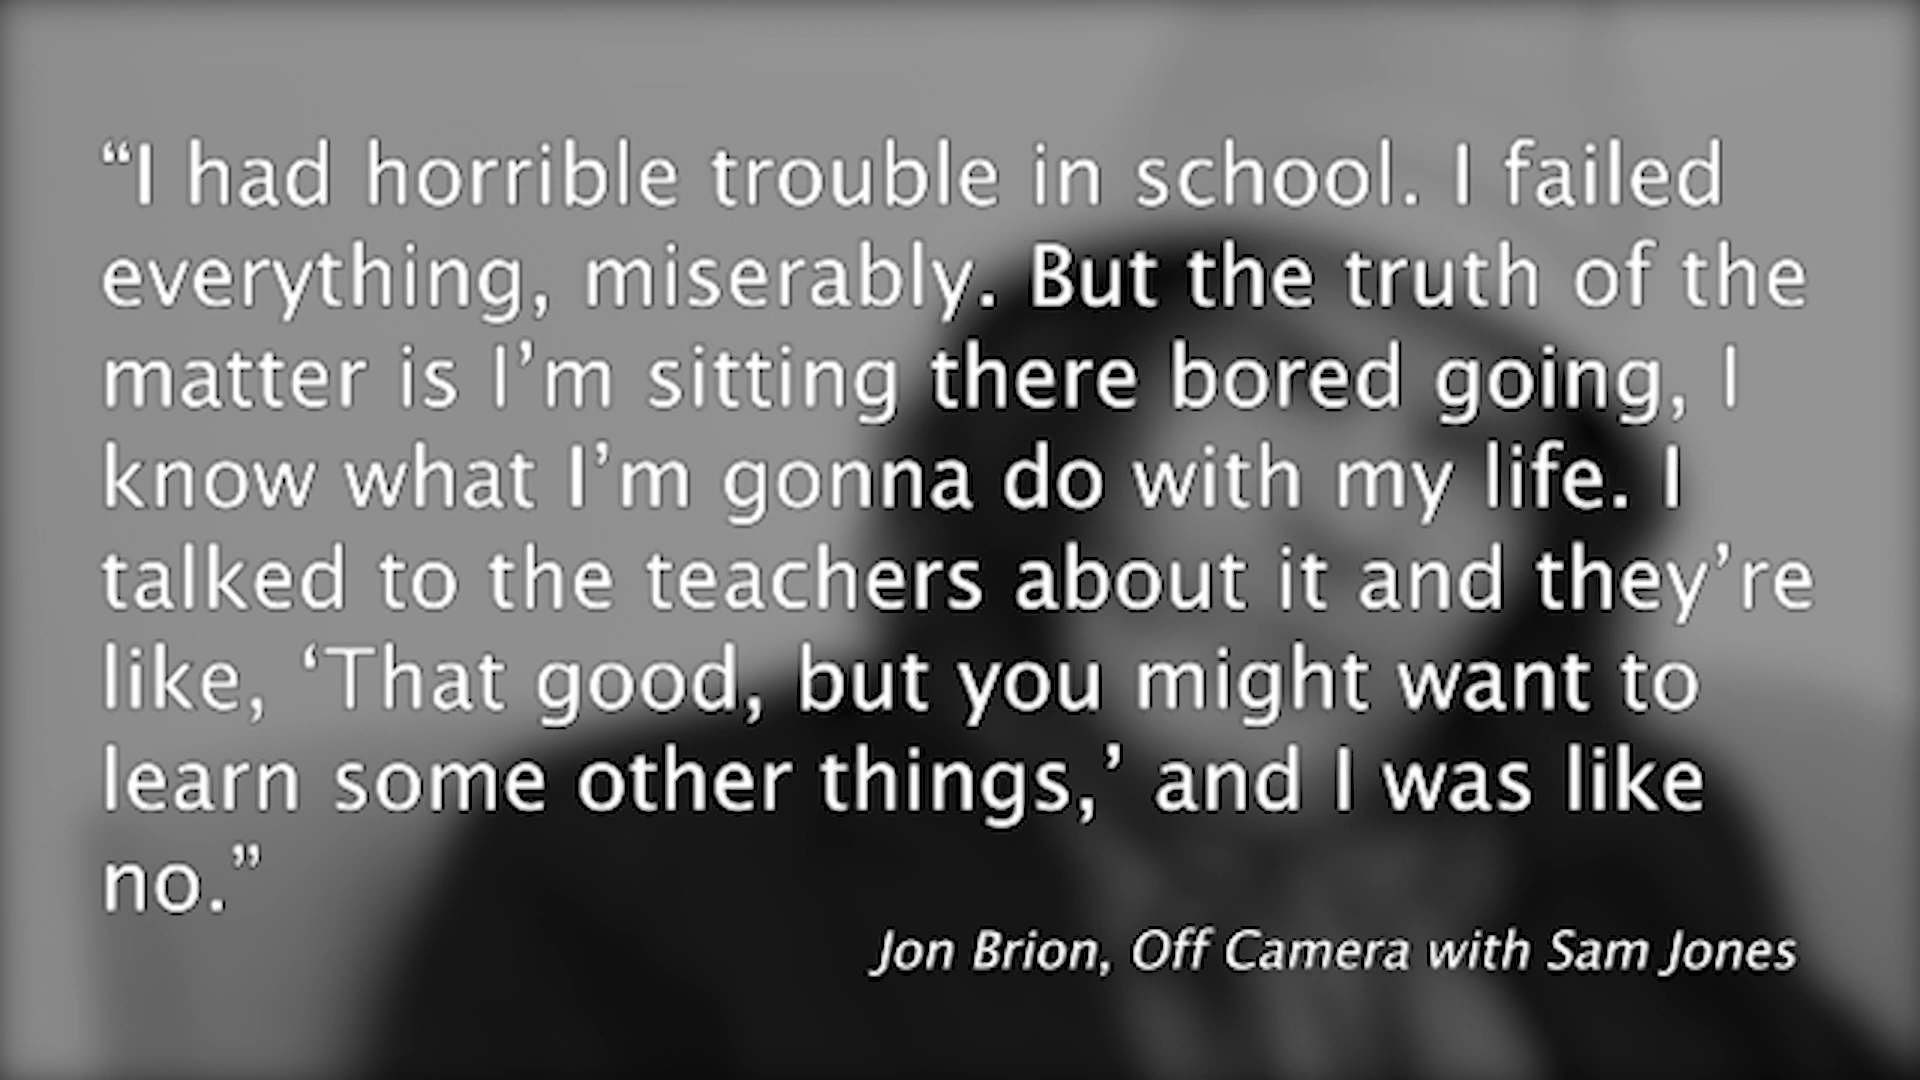 “I had horrible trouble in school. I failed
everything, miserably. But the truth of the
matter is I’m sitting there bored going, I
know what I’m gonna do with my life. I
talked to the teachers about it and they’re
like, ‘That good, but you might want to
learn some other things,’ and I was like
no.”
Jon Brion, Off Camera with Sam Jones